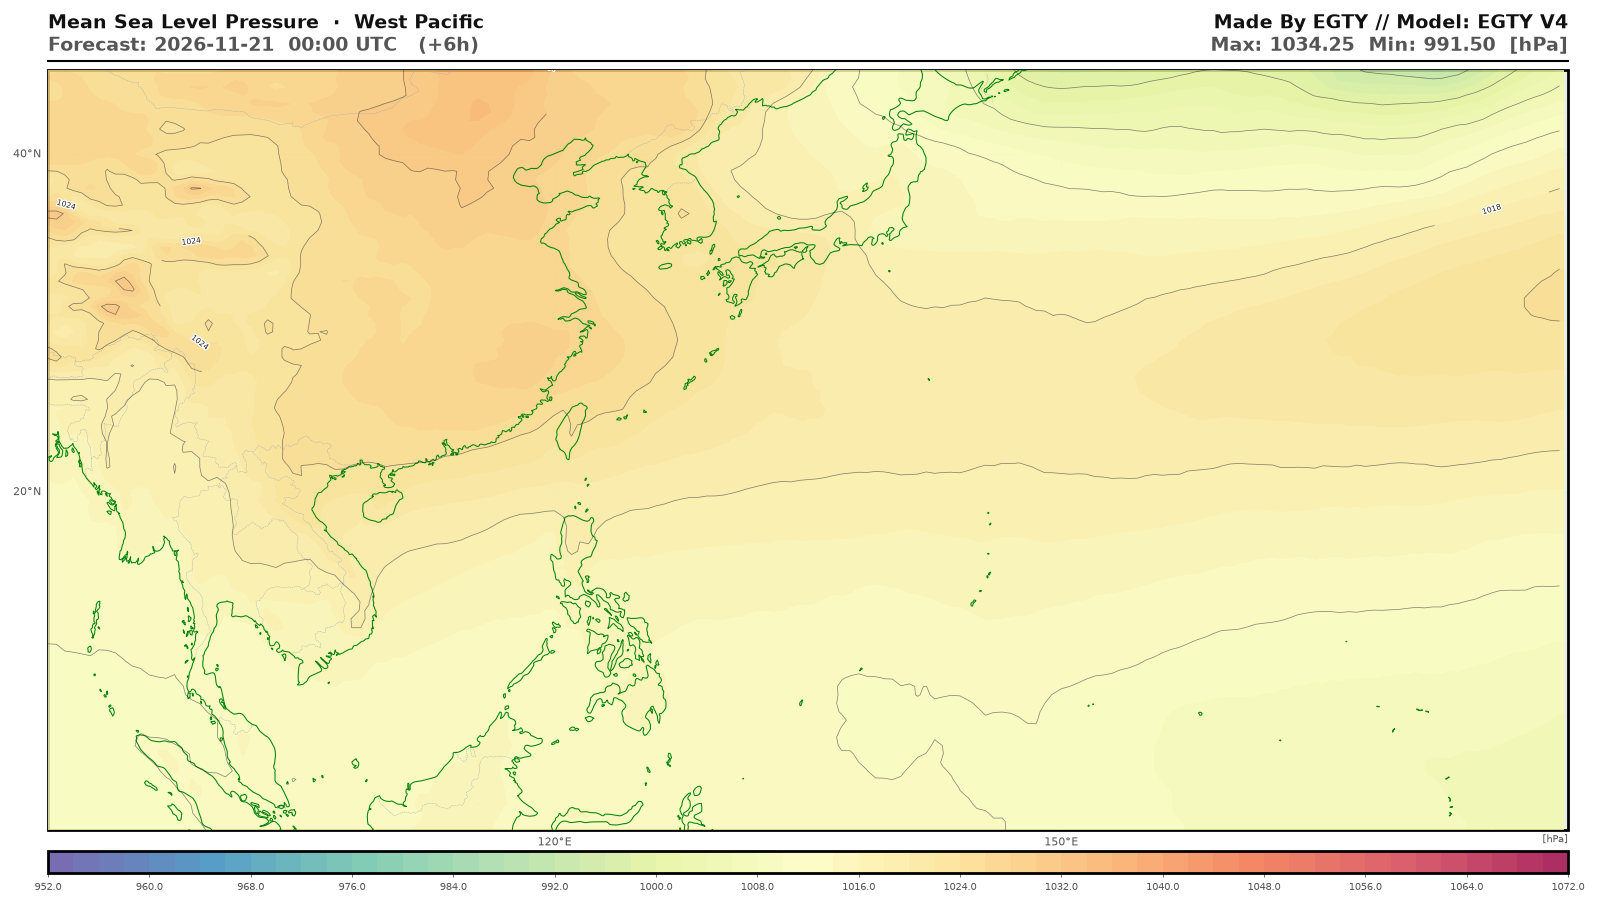 Mean Sea Level Pressure · West Pacific
Made By EGTY // Model: EGTY V4
Forecast: 2026-11-21 00:00 UTC (+6h)
Max: 1034.25 Min: 991.50 [hPa]
40°N
1024
1018
1024
1024
20°N
120°E
150°E
[hPa]
952.0 960.0 968.0 976.0 984.0 992.0 1000.0 1008.0 1016.0 1024.0 1032.0 1040.0 1048.0 1056.0 1064.0 1072.0